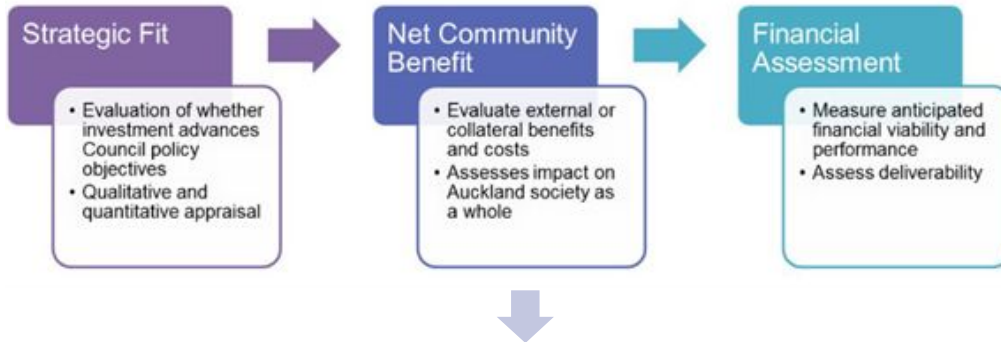 Strategic Fit
• Evaluation of whether
investment advances
Council policy
objectives
• Qualitative and
quantitative appraisal
Net Community
Benefit
• Evaluate external or
collateral benefits
and costs
• Assesses impact on
Auckland society as
a whole
Financial
Assessment
• Measure anticipated
financial viability and
performance
• Assess deliverability